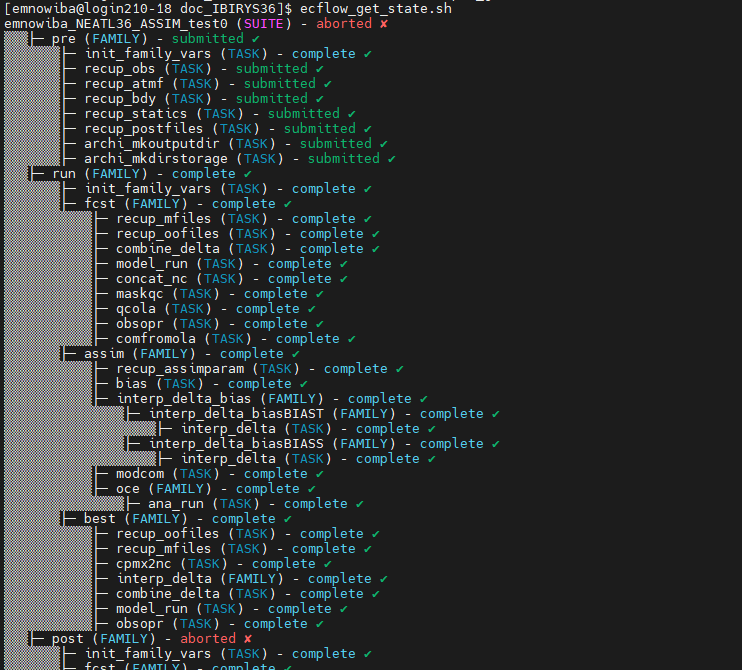 [emnowiba@login210-18 doc_IBIRYS36]$ ecflow_get_state.sh
emnowiba_NEATL36_ASSIM_test0 (SUITE) - aborted ✘
├─ pre (FAMILY) - submitted ✔
├─ init_family_vars (TASK) - complete ✔
├─ recup_obs (TASK) - submitted ✔
├─ recup_atmf (TASK) - submitted ✔
├─ recup_bdy (TASK) - submitted ✔
├─ recup_statics (TASK) - submitted ✔
├─ recup_postfiles (TASK) - submitted ✔
├─ archi_mkoutputdir (TASK) - submitted ✔
├─ archi_mkdirstorage (TASK) - submitted ✔
├─ run (FAMILY) - complete ✔
├─ init_family_vars (TASK) - complete ✔
├─ fcst (FAMILY) - complete ✔
├─ recup_mfiles (TASK) - complete ✔
├─ recup_oofiles (TASK) - complete ✔
├─ combine_delta (TASK) - complete ✔
├─ model_run (TASK) - complete ✔
├─ concat_nc (TASK) - complete ✔
├─ maskqc (TASK) - complete ✔
├─ qcola (TASK) - complete ✔
├─ obsopr (TASK) - complete ✔
├─ comfromola (TASK) - complete ✔
├─ assim (FAMILY) - complete ✔
├─ recup_assimparam (TASK) - complete ✔
├─ bias (TASK) - complete ✔
├─ interp_delta_bias (FAMILY) - complete ✔
├─ interp_delta_biasBIAST (FAMILY) - complete ✔
├─ interp_delta (TASK) - complete ✔
├─ interp_delta_biasBIASS (FAMILY) - complete ✔
├─ interp_delta (TASK) - complete ✔
├─ modcom (TASK) - complete ✔
├─ oce (FAMILY) - complete ✔
├─ ana_run (TASK) - complete ✔
├─ best (FAMILY) - complete ✔
├─ recup_oofiles (TASK) - complete ✔
├─ recup_mfiles (TASK) - complete ✔
├─ cpmx2nc (TASK) - complete ✔
├─ interp_delta (FAMILY) - complete ✔
├─ combine_delta (TASK) - complete ✔
├─ model_run (TASK) - complete ✔
├─ obsopr (TASK) - complete ✔
├─ post (FAMILY) - aborted ✘
├─ init_family_vars (TASK) - complete ✔
├─ fcst (FAMILY) - complete ✔